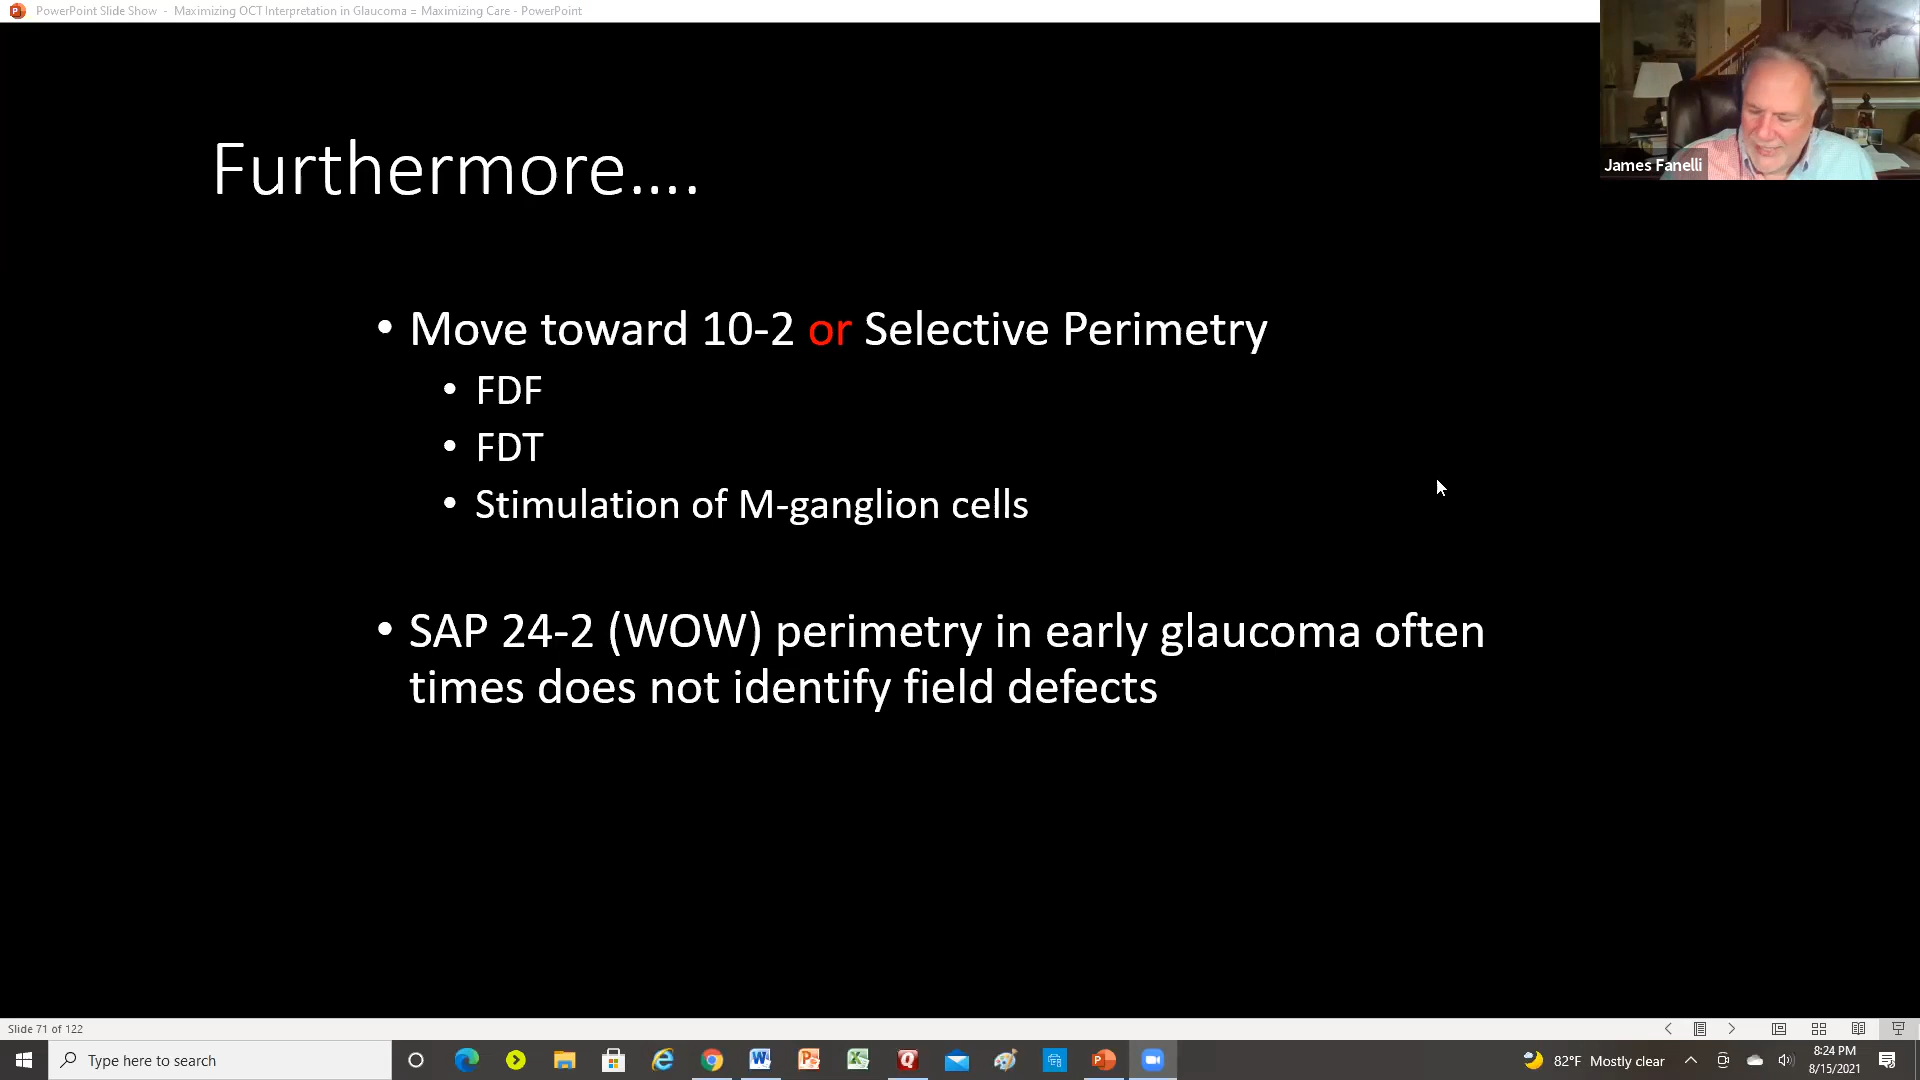 PowerPoint Slide Show - Maximizing OCT Interpretation in Glaucoma = Maximizing Care - PowerPoint
James Fanelli
Furthermore....
• Move toward 10-2 or Selective Perimetry
• FDF
• FDT
• Stimulation of M-ganglion cells
• SAP 24-2 (WOW) perimetry in early glaucoma often
times does not identify field defects
Slide 71 of 122
Type here to search
82°F Mostly clear
8:24 PM
8/15/2021